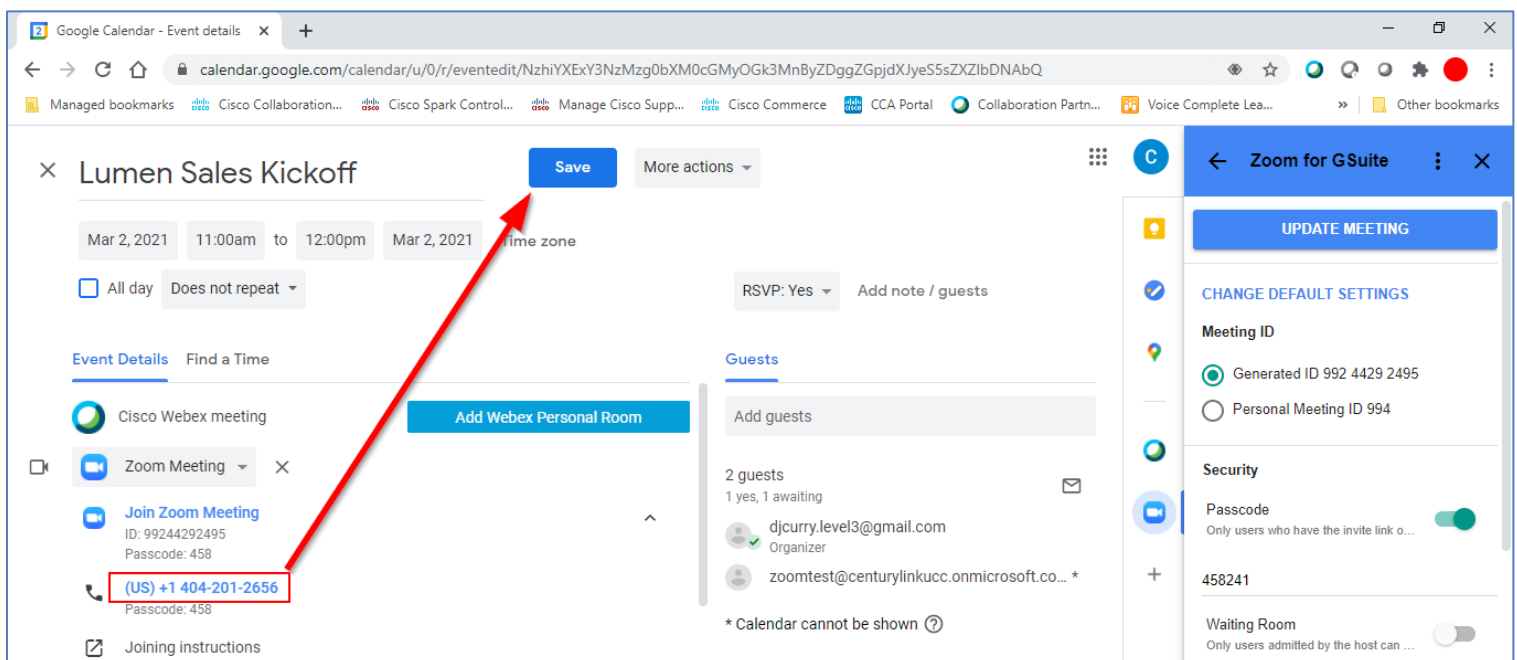 Google Calendar - Event details
calendar.google.com/calendar/u/0/r/eventedit/NzhiYXExY3NzMzg0bXM0cGMyOGk3MnByZDggZGpjdXJyeS5sZXZlbDNAbQ
Managed bookmarks Cisco Collaboration... Cisco Spark Control... Manage Cisco Supp... Cisco Commerce CCA Portal Collaboration Partn... Voice Complete Lea... » Other bookmarks
Lumen Sales Kickoff
Save
More actions
Mar 2, 2021 11:00am to 12:00pm Mar 2, 2021 Time zone
All day Does not repeat
RSVP: Yes Add note / guests
Event Details Find a Time
Cisco Webex meeting
Add Webex Personal Room
Zoom Meeting
Join Zoom Meeting
ID: 99244292495
Passcode: 458
(US) +1 404-201-2656
Passcode: 458
Joining instructions
Guests
Add guests
2 guests
1 yes, 1 awaiting
djcurry.level3@gmail.com
Organizer
zoomtest@centurylinkucc.onmicrosoft.co... *
* Calendar cannot be shown
C
Zoom for GSuite
UPDATE MEETING
CHANGE DEFAULT SETTINGS
Meeting ID
Generated ID 992 4429 2495
Personal Meeting ID 994
Security
Passcode
Only users who have the invite link o...
458241
Waiting Room
Only users admitted by the host can ...